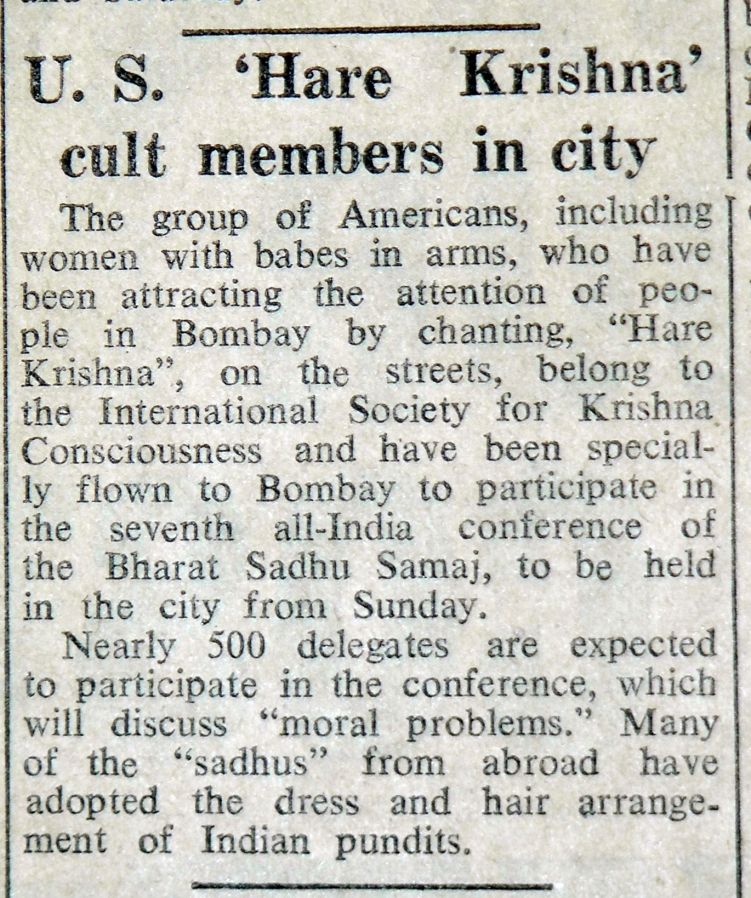 U. S. ‘Hare Krishna’
cult members in city
The group of Americans, including
women with babes in arms, who have
been attracting the attention of peo-
ple in Bombay by chanting, “Hare
Krishna”, on the streets, belong to
the International Society for Krishna
Consciousness and have been special-
ly flown to Bombay to participate in
the seventh all-India conference of
the Bharat Sadhu Samaj, to be held
in the city from Sunday.
Nearly 500 delegates are expected
to participate in the conference, which
will discuss “moral problems.” Many
of the “sadhus” from abroad have
adopted the dress and hair arrange-
ment of Indian pundits.